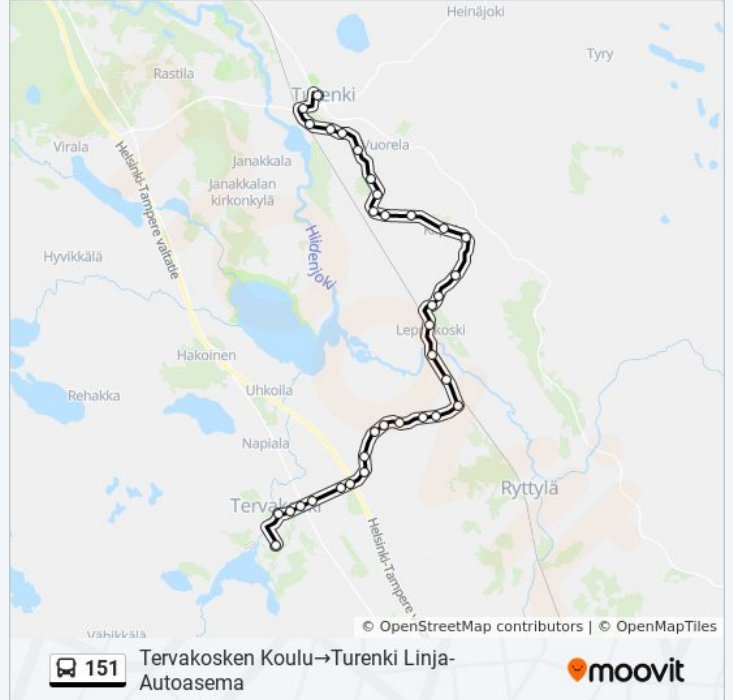 Heinäjoki
Tyry
Rastila
Turenki
Virala
Vuorela
Janakkala
Janakkalan
kirkonkylä
Helsinki-Tampere valtatie
Hiidenjoki
Hyvikkälä
Hakoinen
Rehakka
Uhkoila
Napiala
Ryttylä
Tervakoski
Helsinki-Tampere
Vähikkälä
© OpenStreetMap contributors | © OpenMapTiles
151
Tervakosken Koulu→Turenki Linja-
Autoasema
moovit